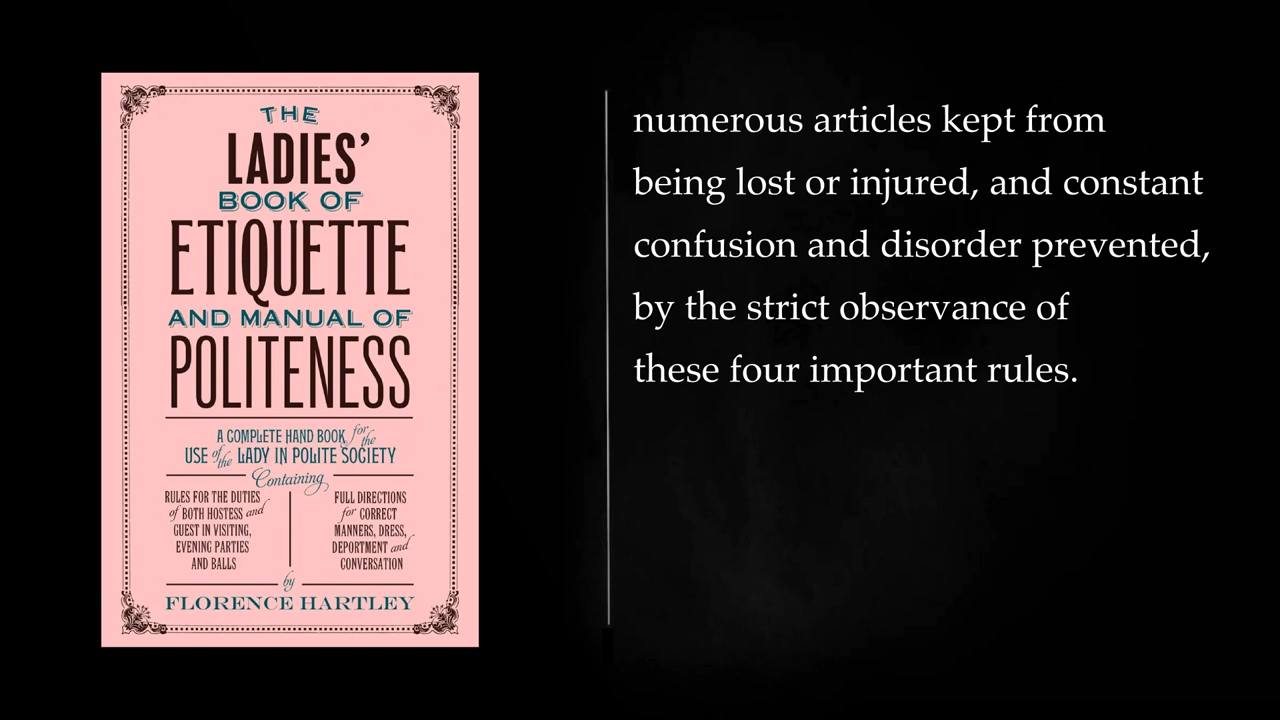 THE
LADIES'
BOOK OF
ETIQUETTE
AND MANUAL OF
POLITENESS
A COMPLETE HAND BOOK for the
USE of the LADY IN POLITE SOCIETY
Containing
RULES FOR THE DUTIES
of BOTH HOSTESS and
GUEST IN VISITING,
EVENING PARTIES
AND BALLS
FULL DIRECTIONS
for CORRECT
MANNERS, DRESS,
DEPORTMENT and
CONVERSATION
by
FLORENCE HARTLEY
numerous articles kept from
being lost or injured, and constant
confusion and disorder prevented,
by the strict observance of
these four important rules.